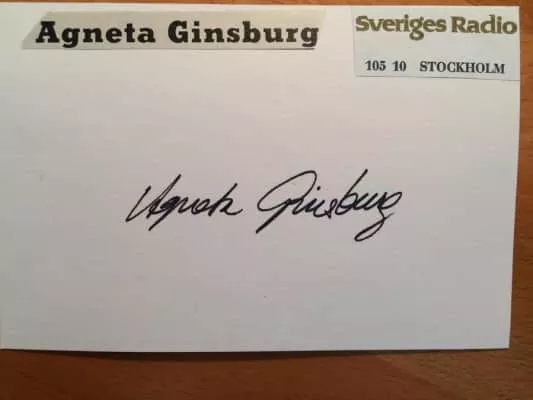 Agneta Ginsburg
Sveriges Radio
105 10 STOCKHOLM
Agneta Ginsburg